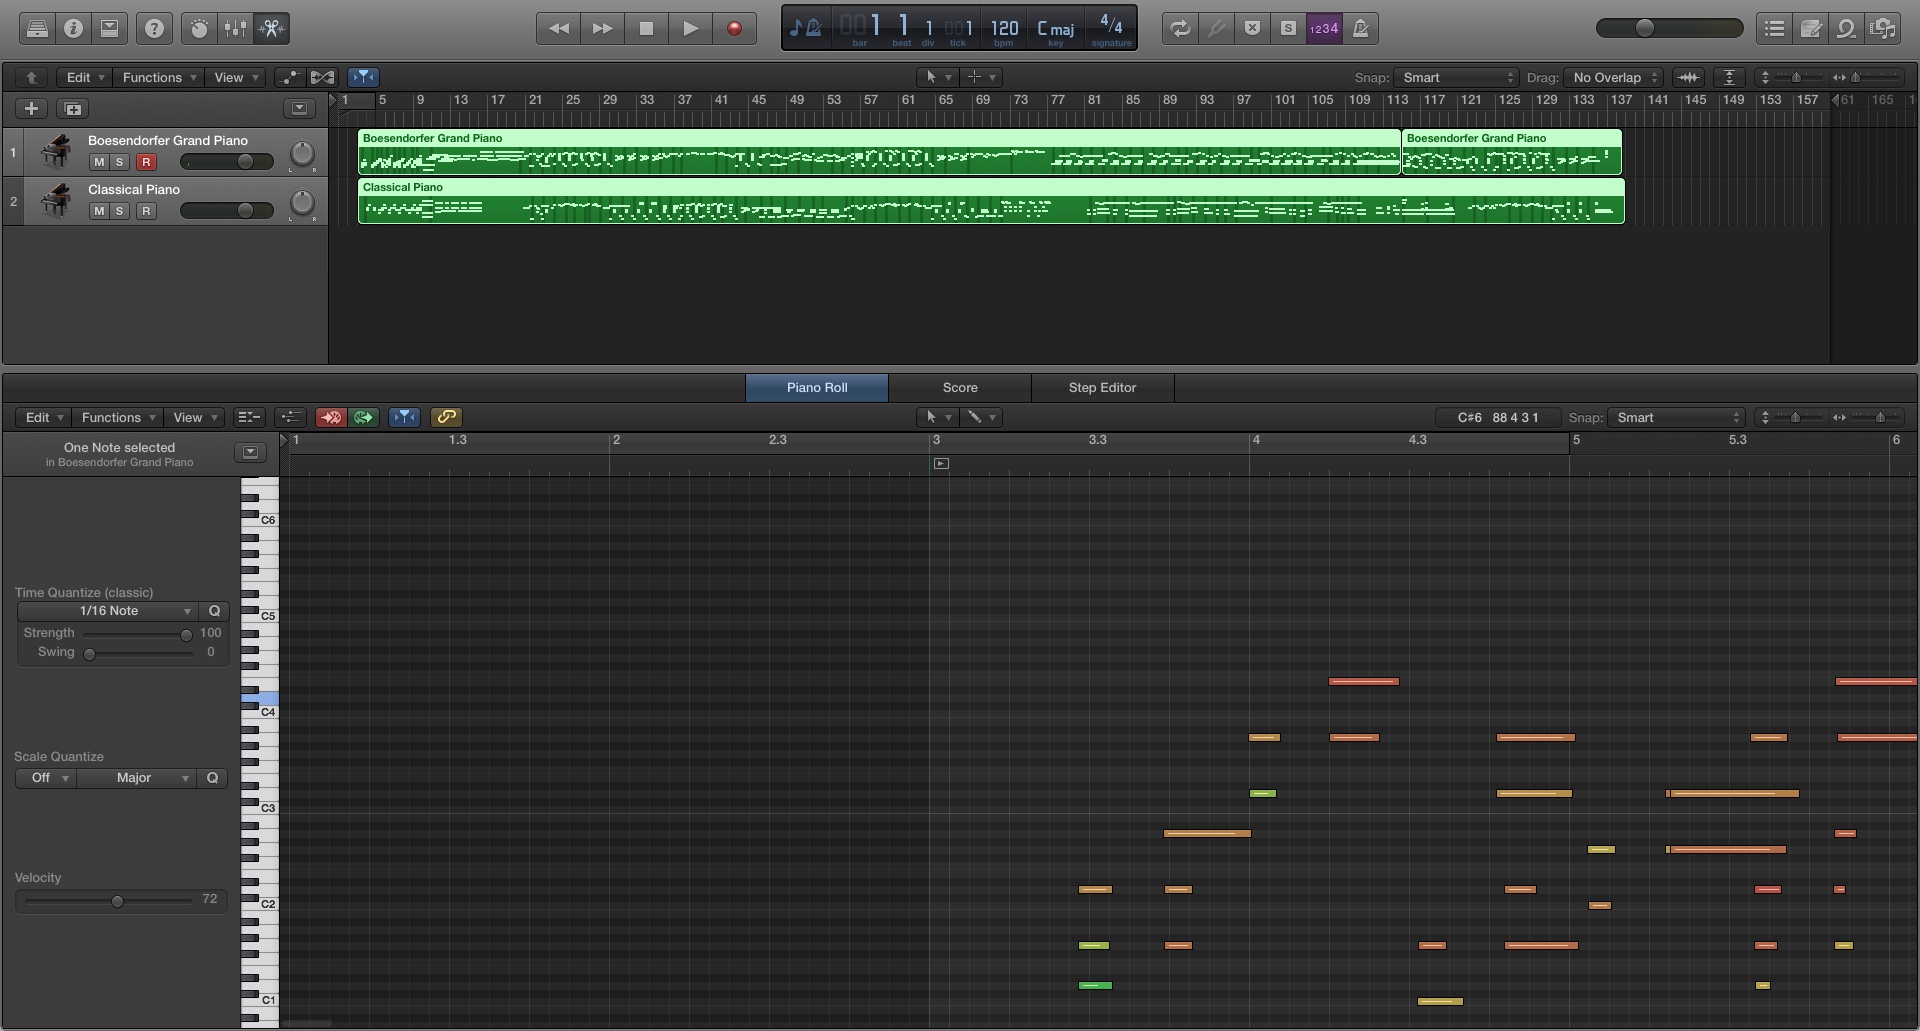 001 1 1 001 120 C maj 4/4
bar beat div tick bpm key signature
S 1234
Edit Functions View Snap: Smart Drag: No Overlap
1 5 9 13 17 21 25 29 33 37 41 45 49 53 57 61 65 69 73 77 81 85 89 93 97 101 105 109 113 117 121 125 129 133 137 141 145 149 153 157 61 165
1 Boesendorfer Grand Piano
M S R L R
Boesendorfer Grand Piano Boesendorfer Grand Piano
2 Classical Piano
M S R L R
Classical Piano
Piano Roll Score Step Editor
Edit Functions View C#6 88 4 3 1 Snap: Smart
One Note selected
in Boesendorfer Grand Piano
1 1.3 2 2.3 3 3.3 4 4.3 5 5.3 6
C6
Time Quantize (classic)
1/16 Note Q
C5
Strength 100
Swing 0
C4
Scale Quantize
Off Major Q
C3
Velocity
72
C2
C1